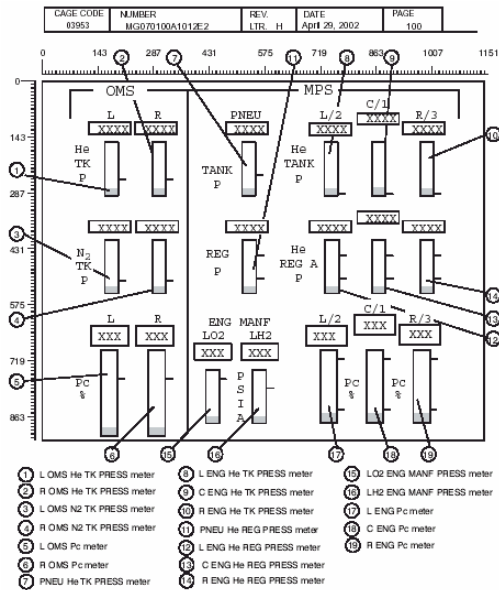 CAGE CODE NUMBER REV. DATE PAGE
03953 MG070100A1012E2 LTR. H April 29, 2002 100
0 143 287 431 575 719 863 1007 1151
0
143
287
431
575
719
863
OMS MPS
L R PNEU L/2 C/1 R/3
XXXX XXXX XXXX XXXX XXXX XXXX
He TK P TANK P He TANK P
XXXX XXXX XXXX XXXX XXXX XXXX
N2 TK P REG P He REG A P
L R ENG MANF L/2 C/1 R/3
LO2 LH2
XXX XXX XXX XXX XXX XXX XXX
Pc % PSIA Pc % Pc %
1 L OMS He TK PRESS meter
2 R OMS He TK PRESS meter
3 L OMS N2 TK PRESS meter
4 R OMS N2 TK PRESS meter
5 L OMS Pc meter
6 R OMS Pc meter
7 PNEU He TK PRESS meter
8 L ENG He TK PRESS meter
9 C ENG He TK PRESS meter
10 R ENG He TK PRESS meter
11 PNEU He REG PRESS meter
12 L ENG He REG PRESS meter
13 C ENG He REG PRESS meter
14 R ENG He REG PRESS meter
15 LO2 ENG MANF PRESS meter
16 LH2 ENG MANF PRESS meter
17 L ENG Pc meter
18 C ENG Pc meter
19 R ENG Pc meter